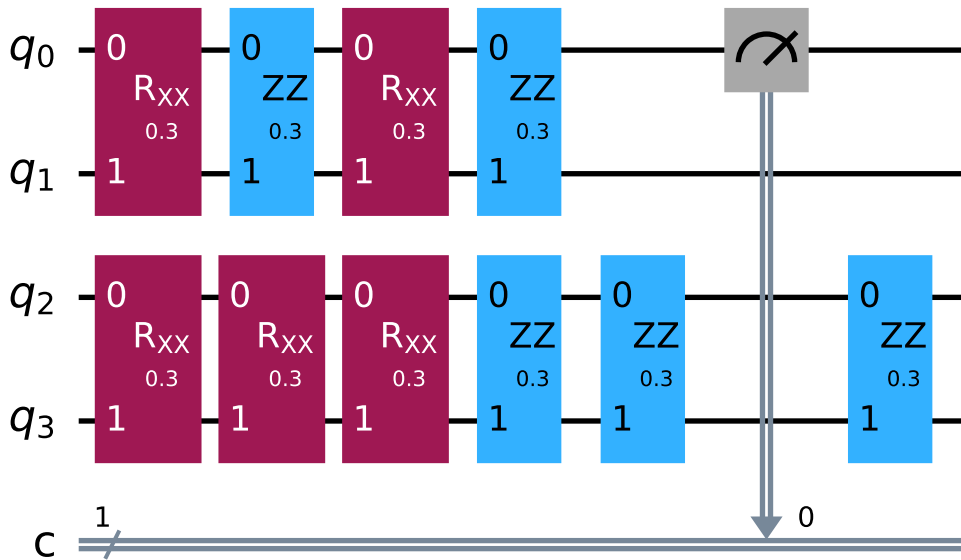 q0 0 0 0 0
RXX ZZ RXX ZZ
0.3 0.3 0.3 0.3
q1 1 1 1 1
q2 0 0 0 0 0 0
RXX RXX RXX ZZ ZZ ZZ
0.3 0.3 0.3 0.3 0.3 0.3
q3 1 1 1 1 1 1
1 0
c